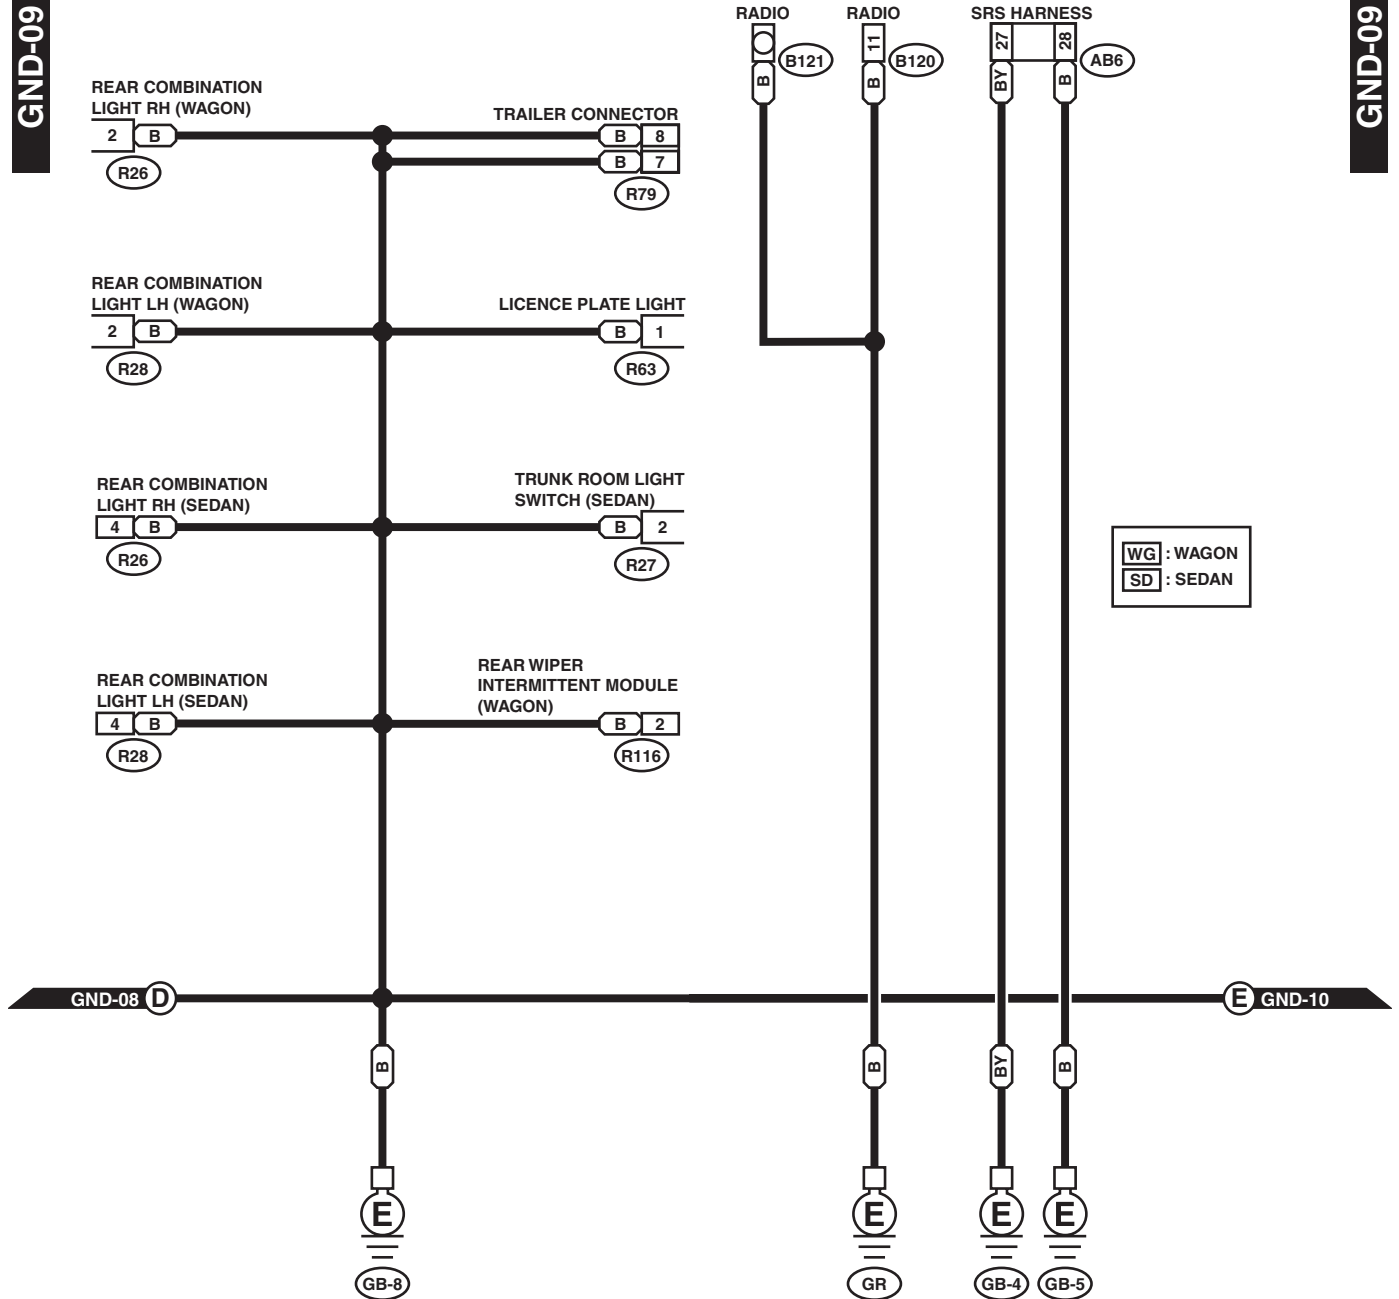 GND-09
GND-09
RADIO
RADIO
SRS HARNESS
11
27
28
B121
B120
AB6
B
B
BY
B
REAR COMBINATION
LIGHT RH (WAGON)
2 B
R26
TRAILER CONNECTOR
B 8
B 7
R79
REAR COMBINATION
LIGHT LH (WAGON)
2 B
R28
LICENCE PLATE LIGHT
B 1
R63
REAR COMBINATION
LIGHT RH (SEDAN)
4 B
R26
TRUNK ROOM LIGHT
SWITCH (SEDAN)
B 2
R27
WG : WAGON
SD : SEDAN
REAR COMBINATION
LIGHT LH (SEDAN)
4 B
R28
REAR WIPER
INTERMITTENT MODULE
(WAGON)
B 2
R116
GND-08 D
E GND-10
B
B
BY
B
E
E
E
E
GB-8
GR
GB-4
GB-5